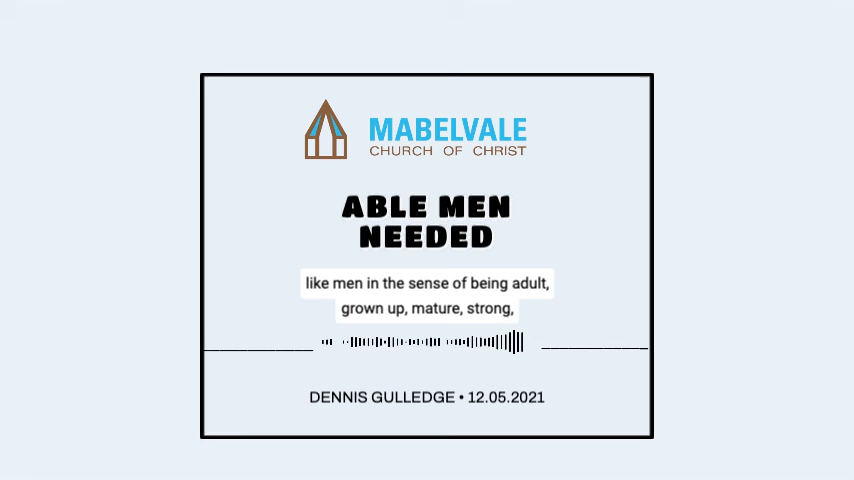 MABELVALE
CHURCH OF CHRIST
ABLE MEN
NEEDED
like men in the sense of being adult,
grown up, mature, strong,
DENNIS GULLEDGE • 12.05.2021